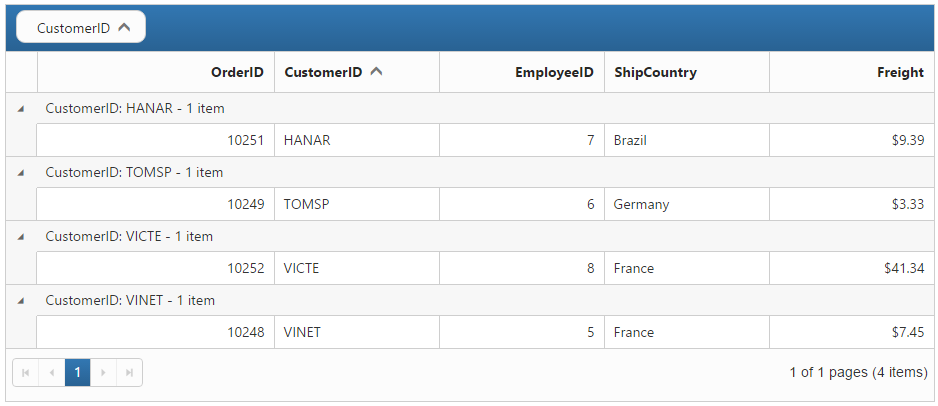 CustomerID
OrderID CustomerID EmployeeID ShipCountry Freight
CustomerID: HANAR - 1 item
10251 HANAR 7 Brazil $9.39
CustomerID: TOMSP - 1 item
10249 TOMSP 6 Germany $3.33
CustomerID: VICTE - 1 item
10252 VICTE 8 France $41.34
CustomerID: VINET - 1 item
10248 VINET 5 France $7.45
1 1 of 1 pages (4 items)